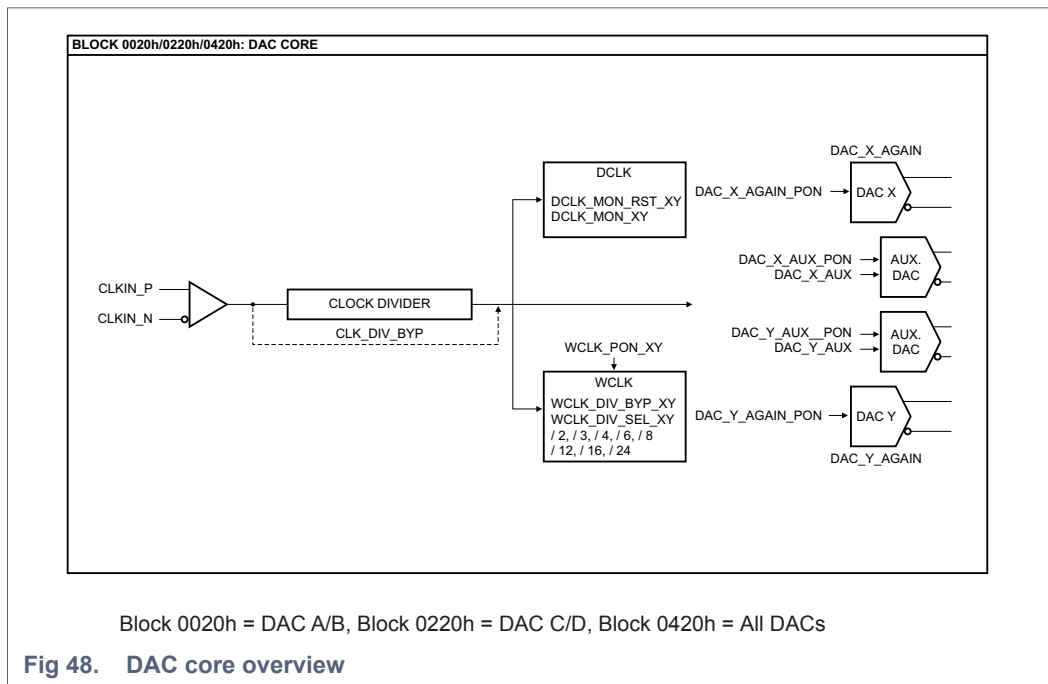 BLOCK 0020h/0220h/0420h: DAC CORE
DAC_X_AGAIN
DCLK
DCLK_MON_RST_XY
DCLK_MON_XY
DAC_X_AGAIN_PON
DAC X
DAC_X_AUX_PON
DAC_X_AUX
AUX.
DAC
CLKIN_P
CLKIN_N
CLOCK DIVIDER
CLK_DIV_BYP
DAC_Y_AUX__PON
DAC_Y_AUX
AUX.
DAC
WCLK_PON_XY
WCLK
WCLK_DIV_BYP_XY
WCLK_DIV_SEL_XY
/ 2, / 3, / 4, / 6, / 8
/ 12, / 16, / 24
DAC_Y_AGAIN_PON
DAC Y
DAC_Y_AGAIN
Block 0020h = DAC A/B, Block 0220h = DAC C/D, Block 0420h = All DACs
Fig 48. DAC core overview